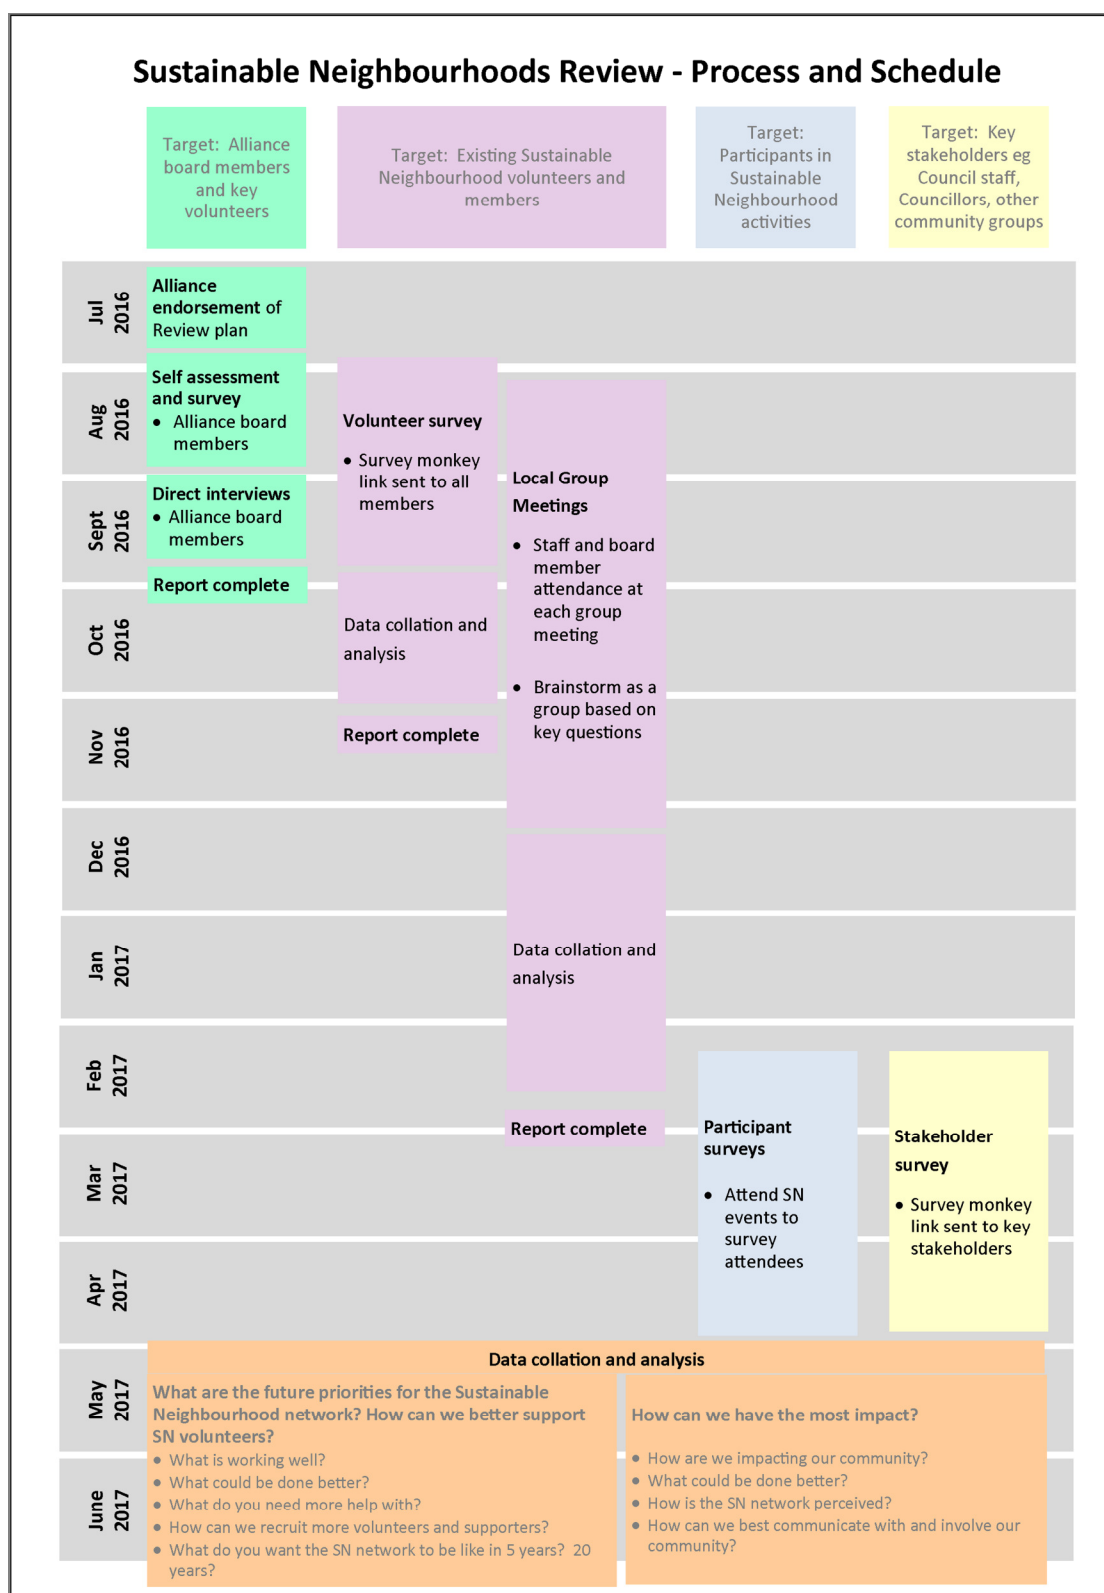 Sustainable Neighbourhoods Review - Process and Schedule
Target: Alliance
board members
and key
volunteers
Target: Existing Sustainable
Neighbourhood volunteers and
members
Target:
Participants in
Sustainable
Neighbourhood
activities
Target: Key
stakeholders eg
Council staff,
Councillors, other
community groups
Jul
2016
Alliance
endorsement of
Review plan
Aug
2016
Self assessment
and survey
• Alliance board
members
Volunteer survey
• Survey monkey
link sent to all
members
Local Group
Meetings
• Staff and board
member
attendance at
each group
meeting
• Brainstorm as a
group based on
key questions
Sept
2016
Direct interviews
• Alliance board
members
Report complete
Oct
2016
Data collation and
analysis
Nov
2016
Report complete
Dec
2016
Jan
2017
Data collation and
analysis
Feb
2017
Report complete
Participant
surveys
• Attend SN
events to
survey
attendees
Stakeholder
survey
• Survey monkey
link sent to key
stakeholders
Mar
2017
Apr
2017
May
2017
Data collation and analysis
What are the future priorities for the Sustainable
Neighbourhood network? How can we better support
SN volunteers?
• What is working well?
• What could be done better?
• What do you need more help with?
• How can we recruit more volunteers and supporters?
• What do you want the SN network to be like in 5 years? 20
years?
How can we have the most impact?
• How are we impacting our community?
• What could be done better?
• How is the SN network perceived?
• How can we best communicate with and involve our
community?
June
2017